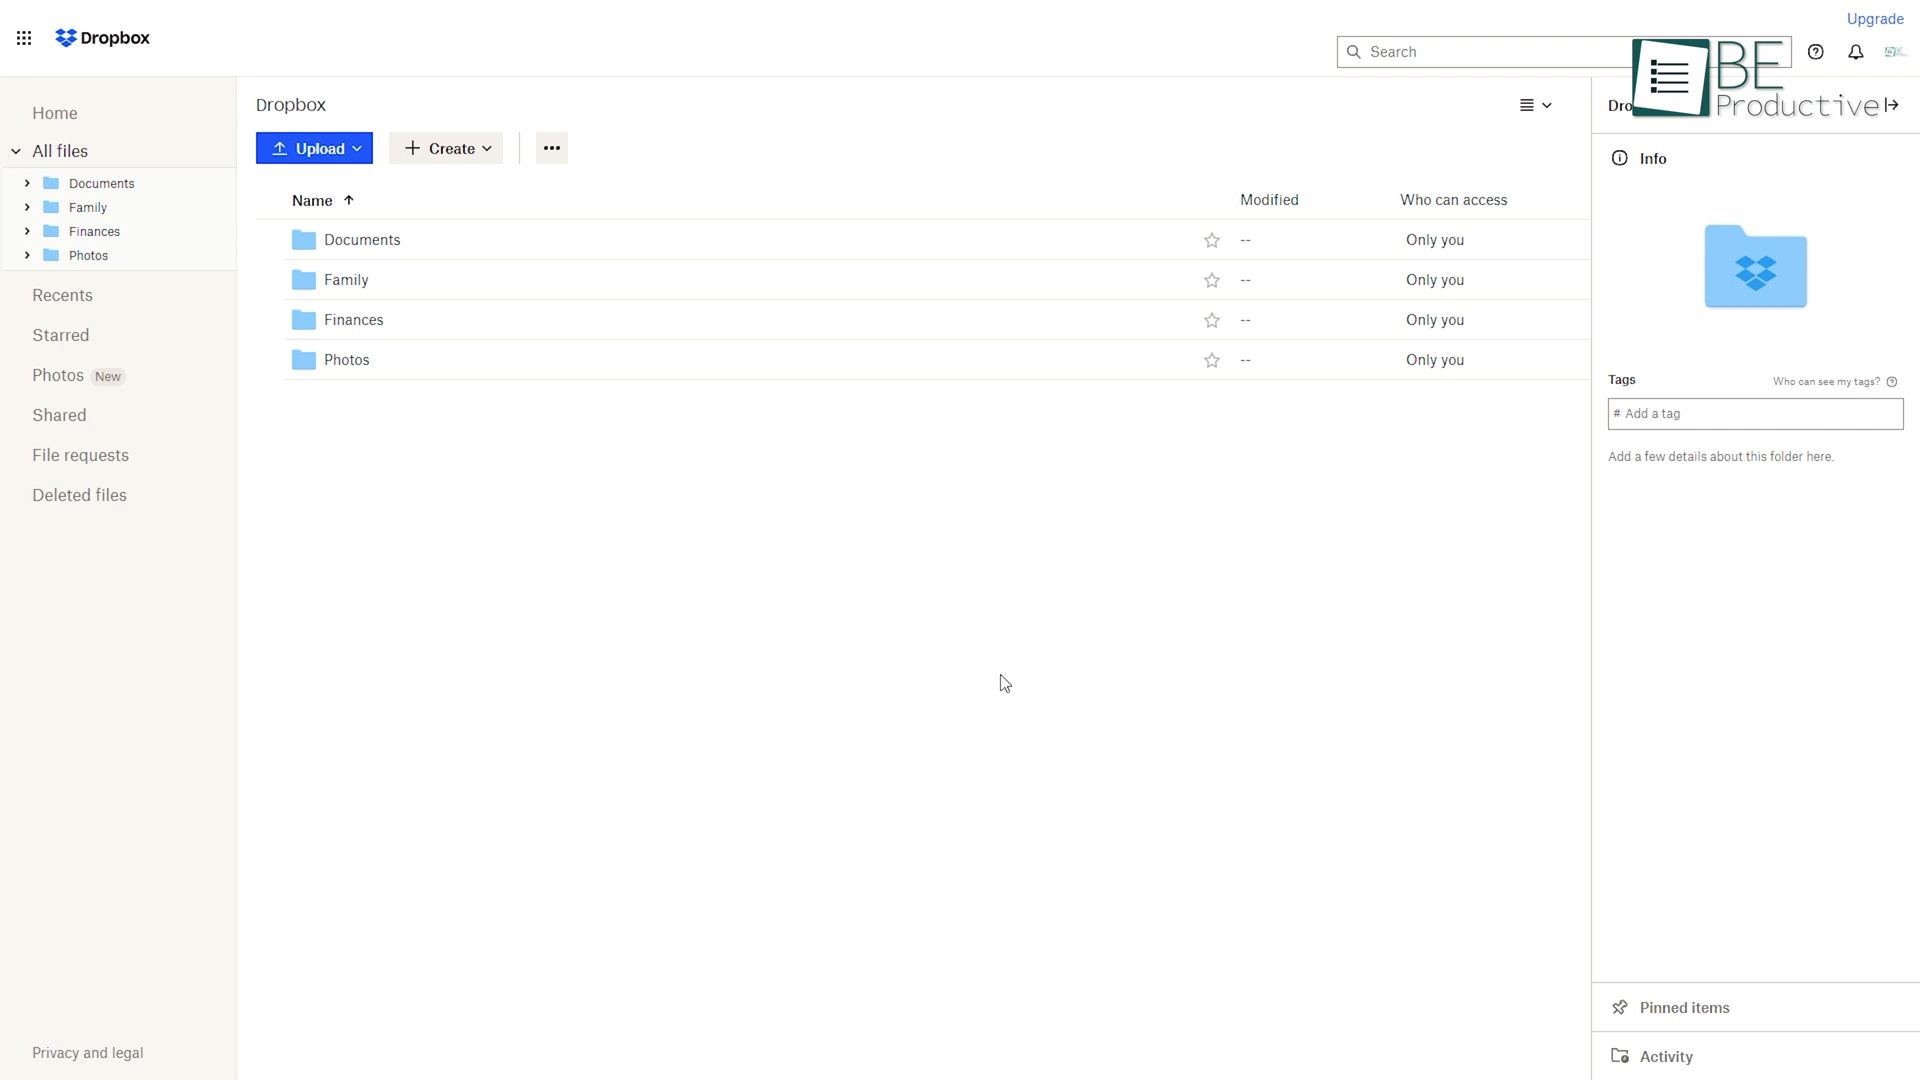 Upgrade
Dropbox
Search
BE
Productive
Home
All files
Documents
Family
Finances
Photos
Recents
Starred
Photos New
Shared
File requests
Deleted files
Privacy and legal
Dropbox
Upload
Create
Name Modified Who can access
Documents -- Only you
Family -- Only you
Finances -- Only you
Photos -- Only you
Info
Tags Who can see my tags?
# Add a tag
Add a few details about this folder here.
Pinned items
Activity